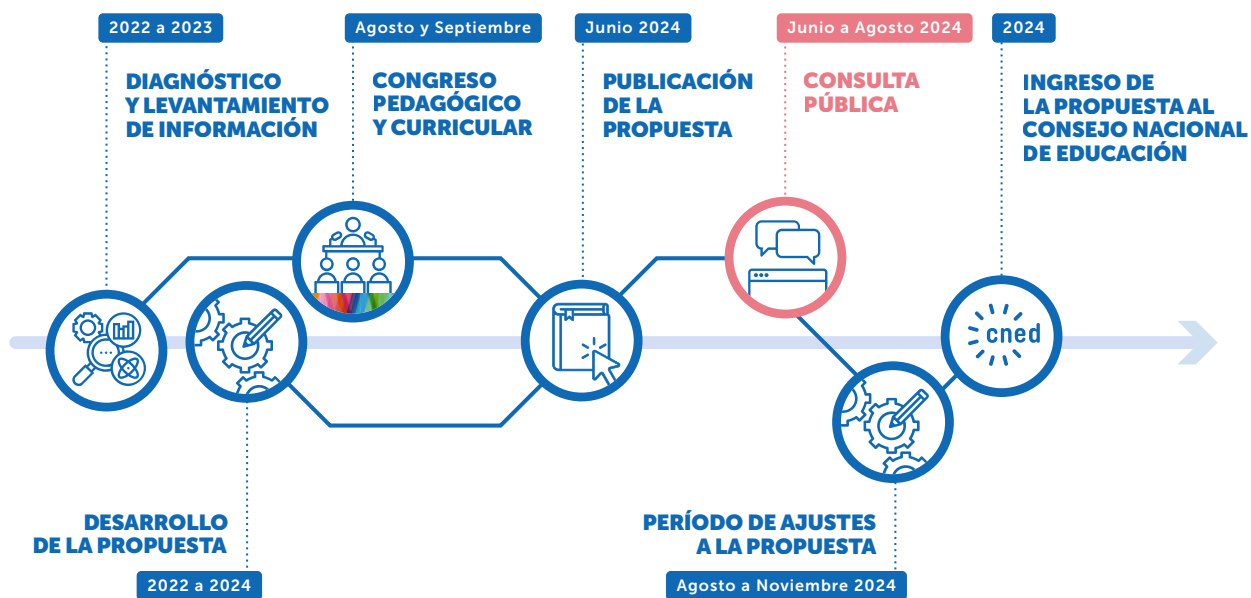 2022 a 2023
DIAGNÓSTICO
Y LEVANTAMIENTO
DE INFORMACIÓN
Agosto y Septiembre
CONGRESO
PEDAGÓGICO
Y CURRICULAR
Junio 2024
PUBLICACIÓN
DE LA
PROPUESTA
Junio a Agosto 2024
CONSULTA
PÚBLICA
2024
INGRESO DE
LA PROPUESTA AL
CONSEJO NACIONAL
DE EDUCACIÓN
cned
DESARROLLO
DE LA PROPUESTA
2022 a 2024
PERÍODO DE AJUSTES
A LA PROPUESTA
Agosto a Noviembre 2024